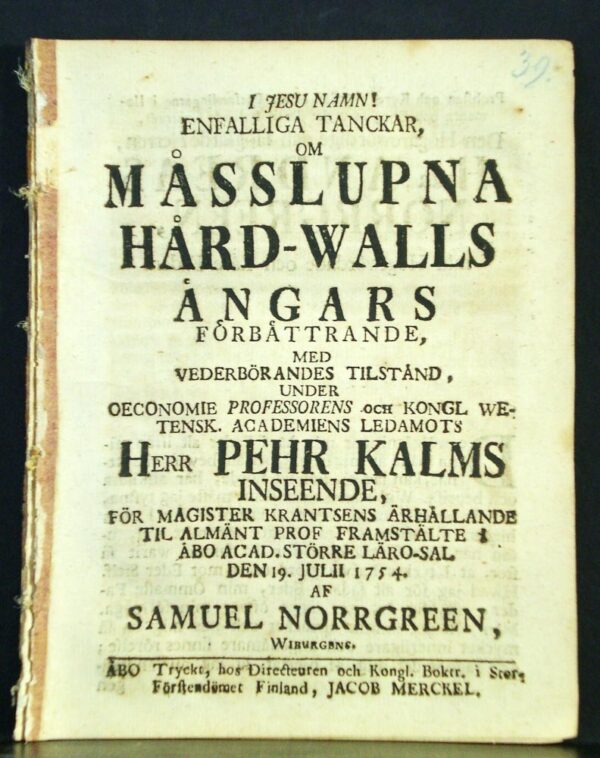 39.
I JESU NAMN!
ENFALLIGA TANCKAR,
OM
MÅSSLUPNA
HÅRD-WALLS
ÅNGARS
FÖRBÅTTRANDE,
MED
VEDERBÖRANDES TILSTÅND,
UNDER
OECONOMIE PROFESSORENS OCH KONGL WE-
TENSK. ACADEMIENS LEDAMOTS
HERR PEHR KALMS
INSEENDE,
FÖR MAGISTER KRANTSENS ÄRHÅLLANDE
TIL ALMÄNT PROF FRAMSTÄLTE I
ÅBO ACAD. STÖRRE LÄRO-SAL
DEN 19. JULII 1754.
AF
SAMUEL NORRGREEN,
WIBURGENS.
ÅBO Tryckt, hos Directeuren och Kongl. Boktr. i Stor-
Förstendömet Finland, JACOB MERCKEL.